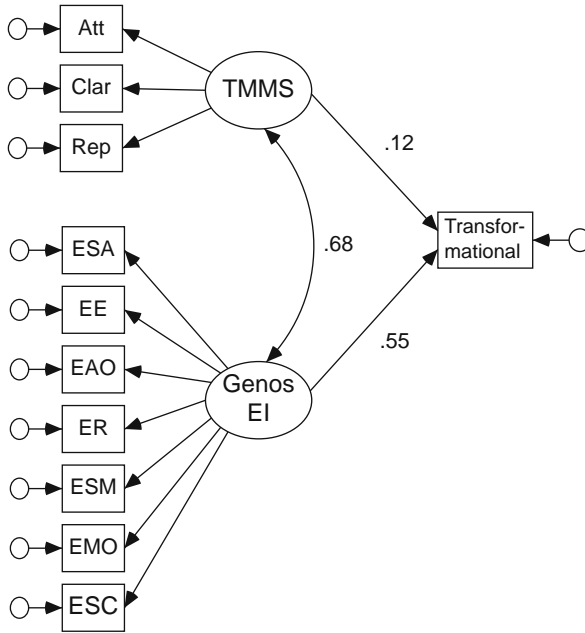 Att
Clar
Rep
TMMS
.12
Transfor-
mational
.68
ESA
EE
EAO
ER
ESM
EMO
ESC
Genos
EI
.55